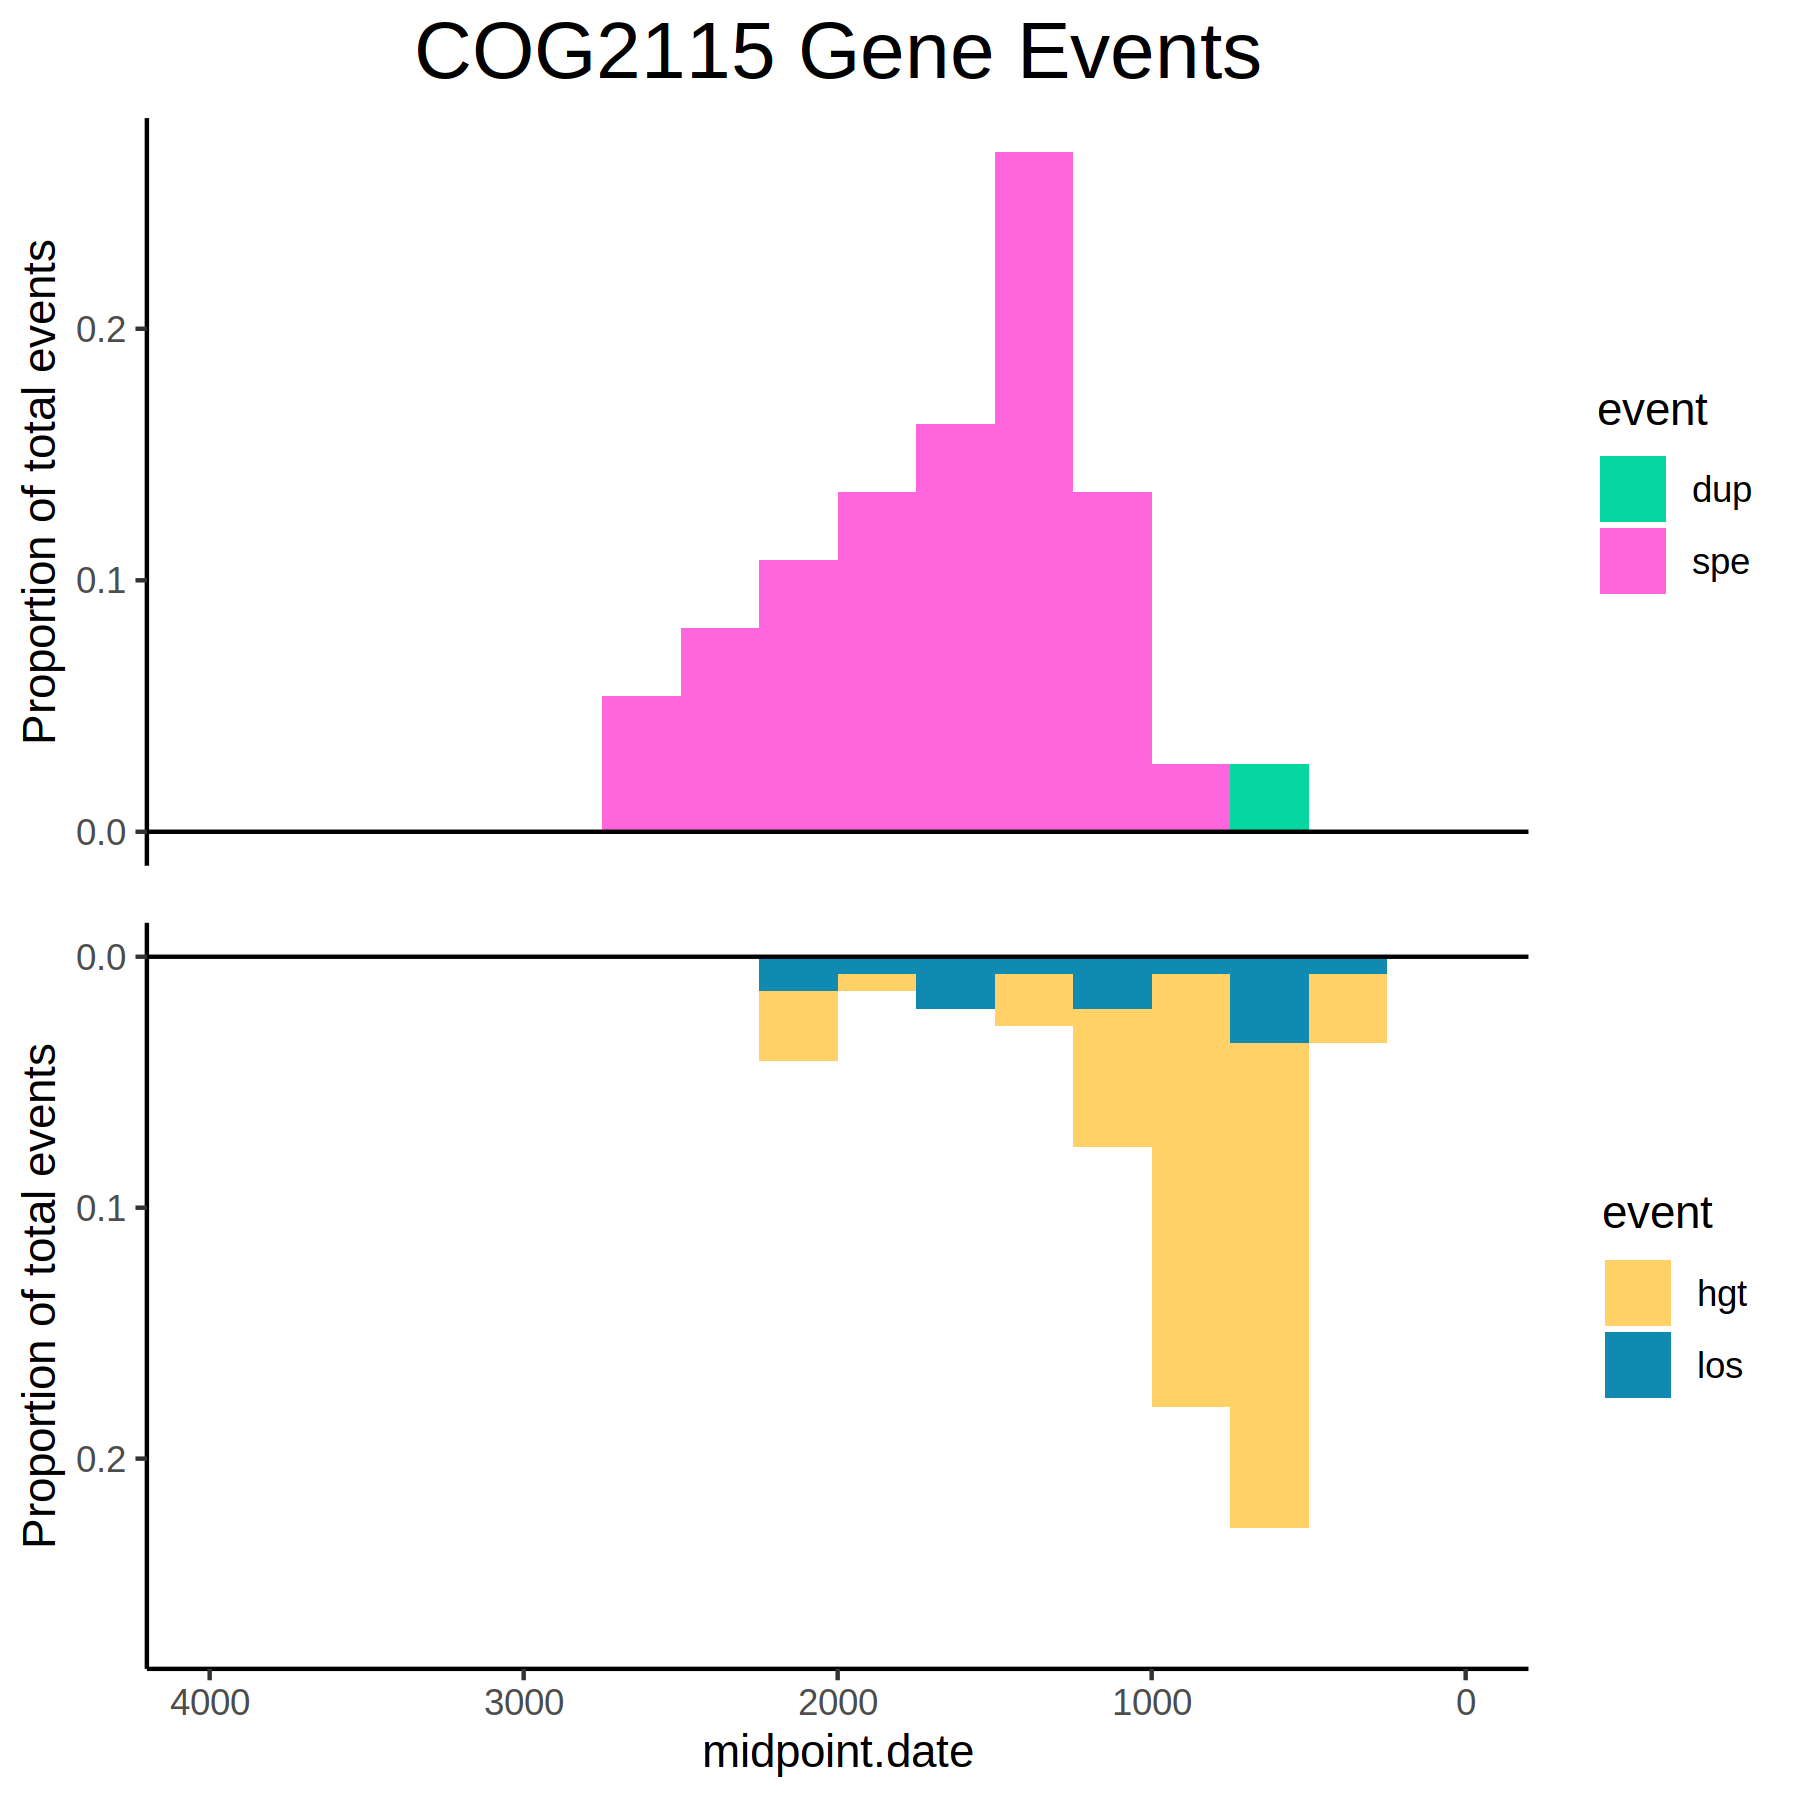 COG2115 Gene Events
Proportion of total events
0.2
0.1
0.0
event
dup
spe
Proportion of total events
0.0
0.1
0.2
event
hgt
los
4000 3000 2000 1000 0
midpoint.date